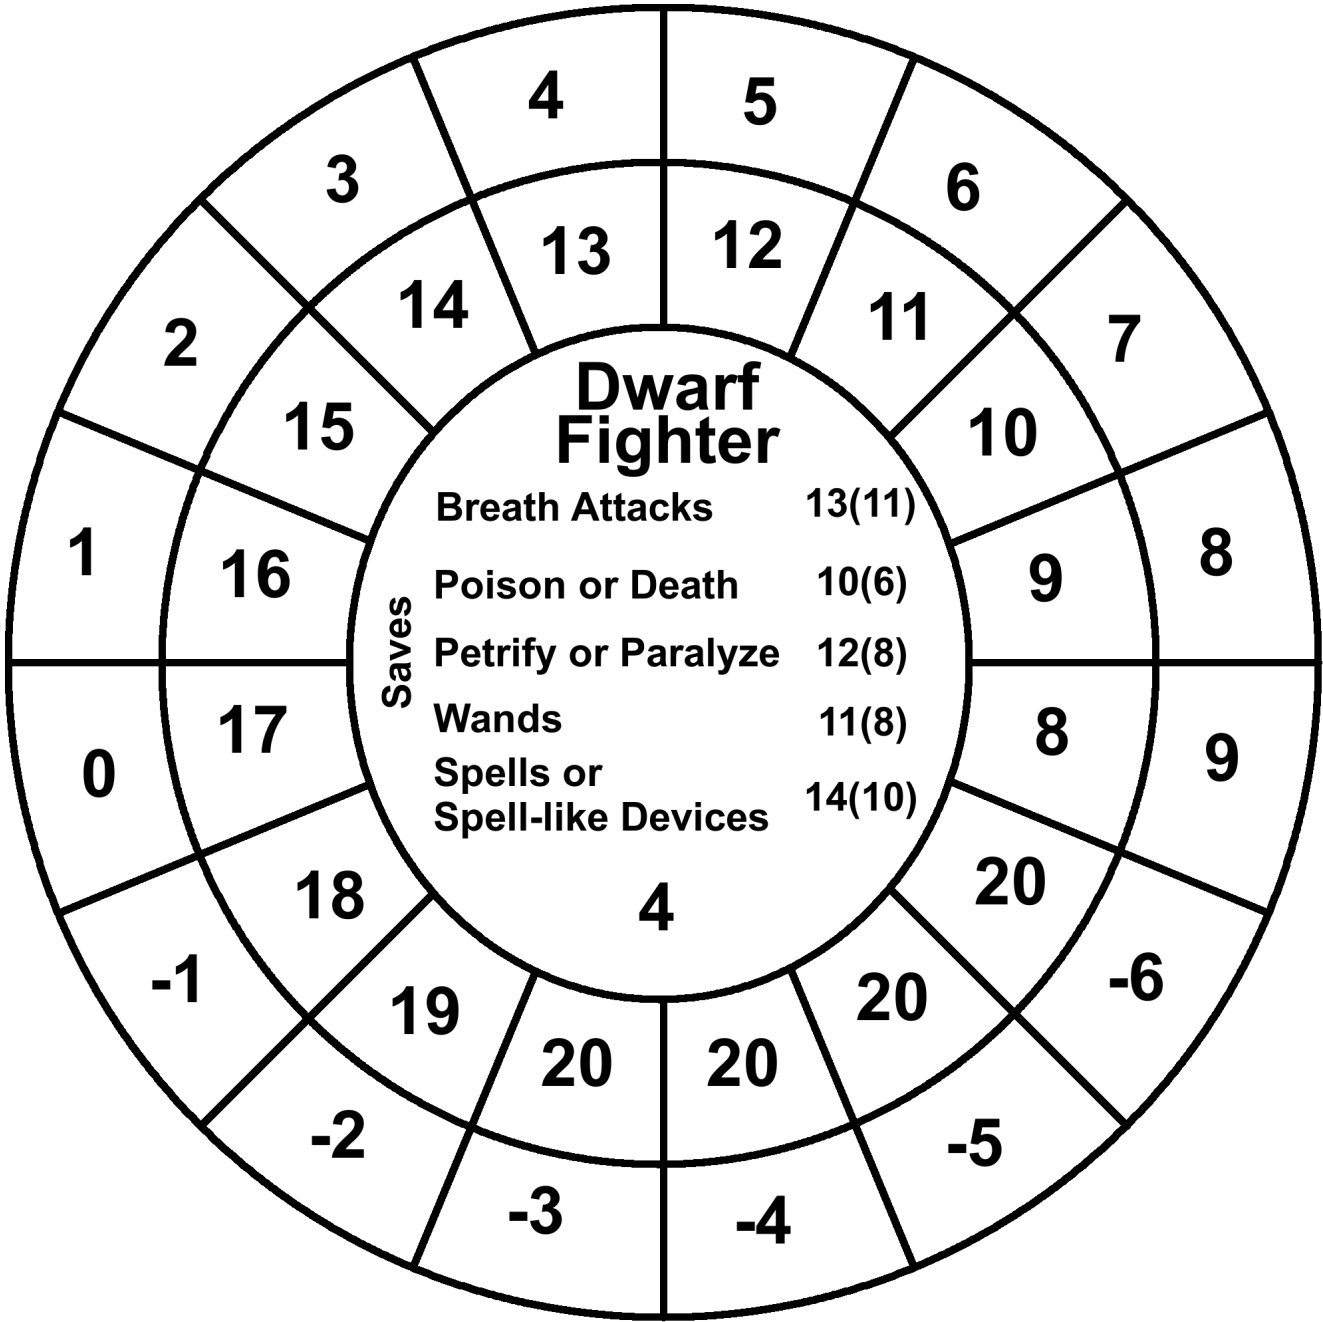 4 5
3 6
13 12
2 14 11 7
15 10
Dwarf
Fighter
Breath Attacks 13(11)
1 16 9 8
Poison or Death 10(6)
Saves
Petrify or Paralyze 12(8)
Wands 11(8)
0 17 8 9
Spells or
Spell-like Devices 14(10)
18 20
4
-1 19 20 -6
20 20
-2 -5
-3 -4